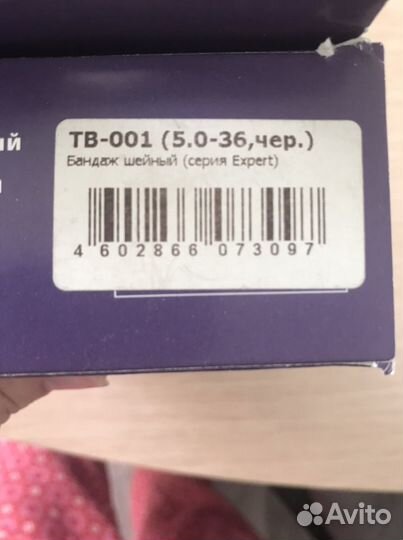 ТВ-001 (5.0-36,чер.)
Бандаж шейный (серия Expert)
4 602866 073097
Avito